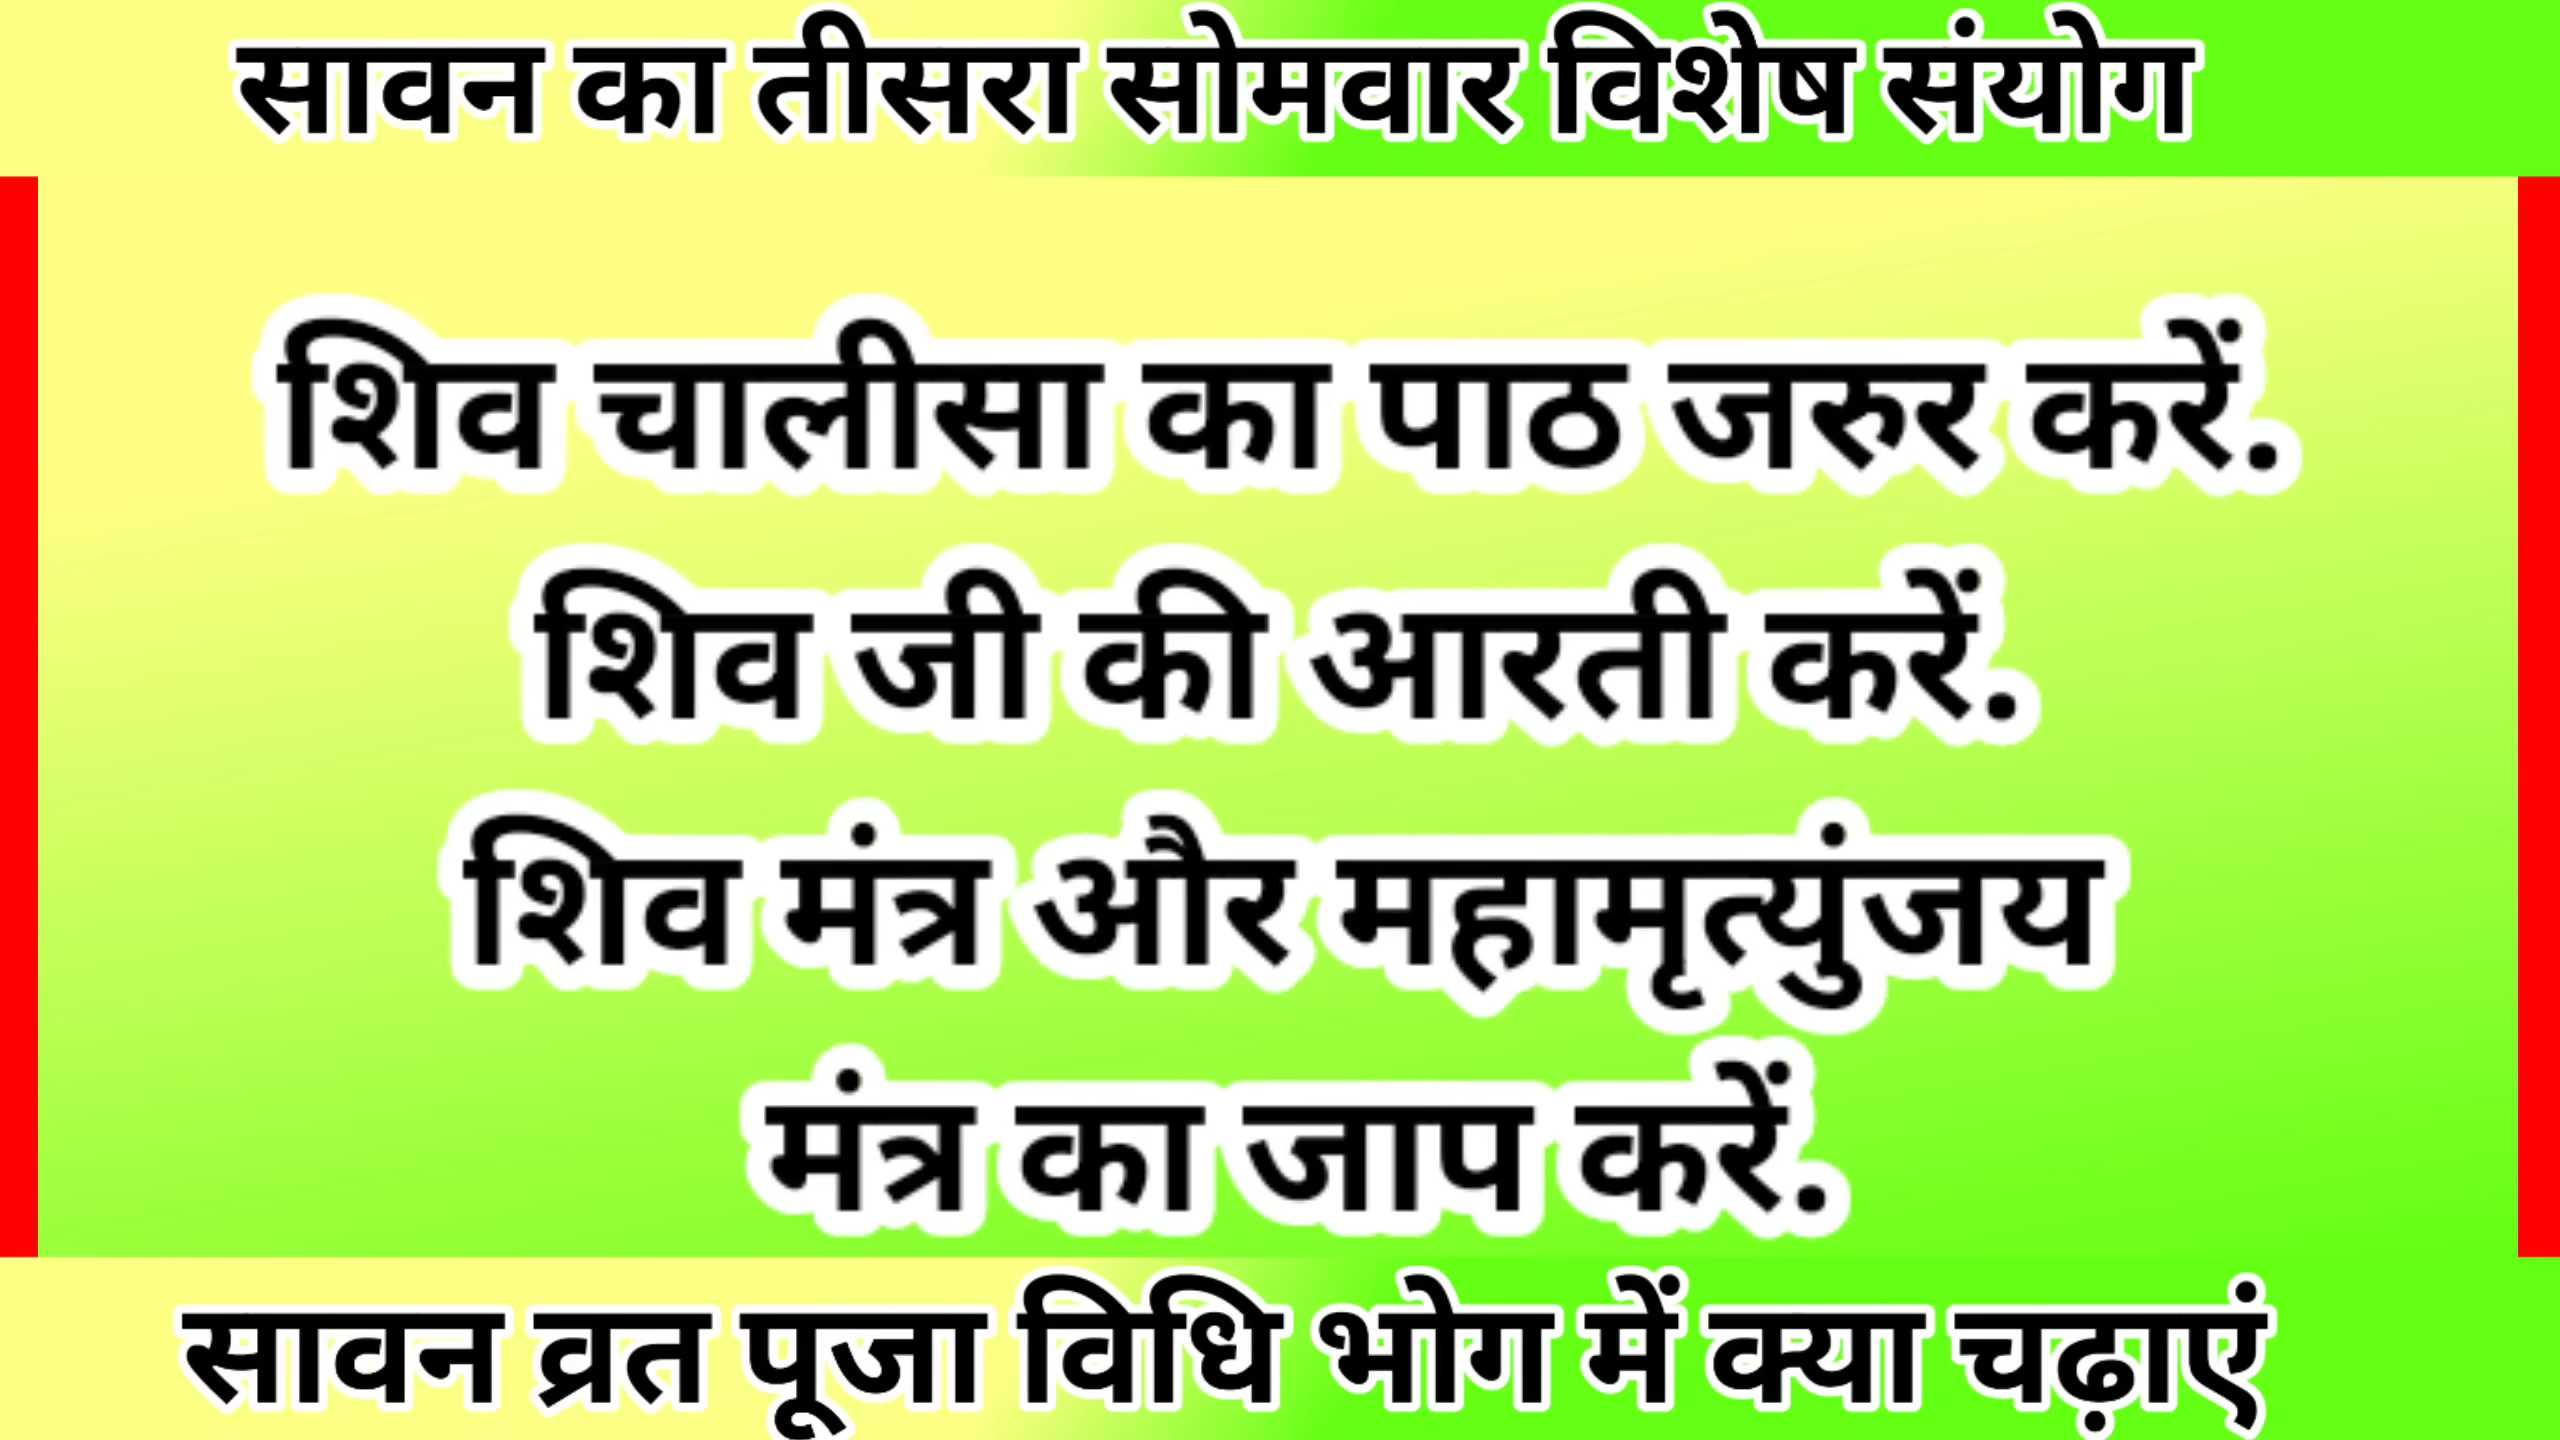 सावन का तीसरा सोमवार विशेष संयोग
शिव चालीसा का पाठ जरुर करें.
शिव जी की आरती करें.
शिव मंत्र और महामृत्युंजय
मंत्र का जाप करें.
सावन व्रत पूजा विधि भोग में क्या चढ़ाएं